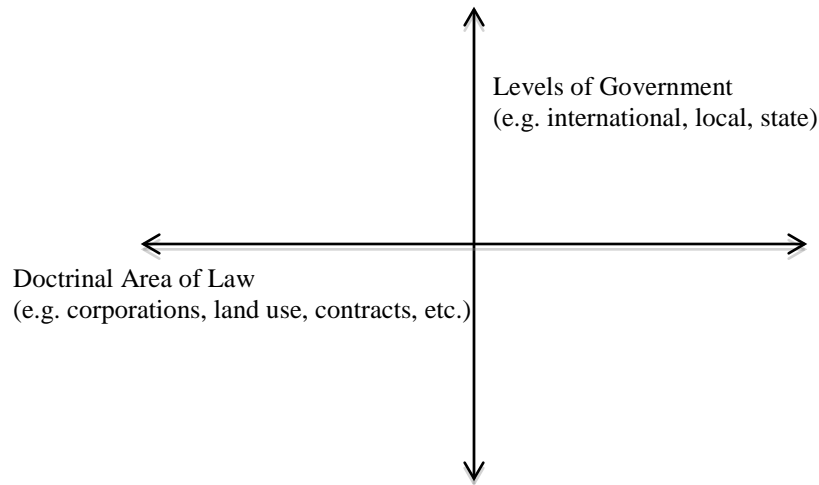 Levels of Government
(e.g. international, local, state)
Doctrinal Area of Law
(e.g. corporations, land use, contracts, etc.)